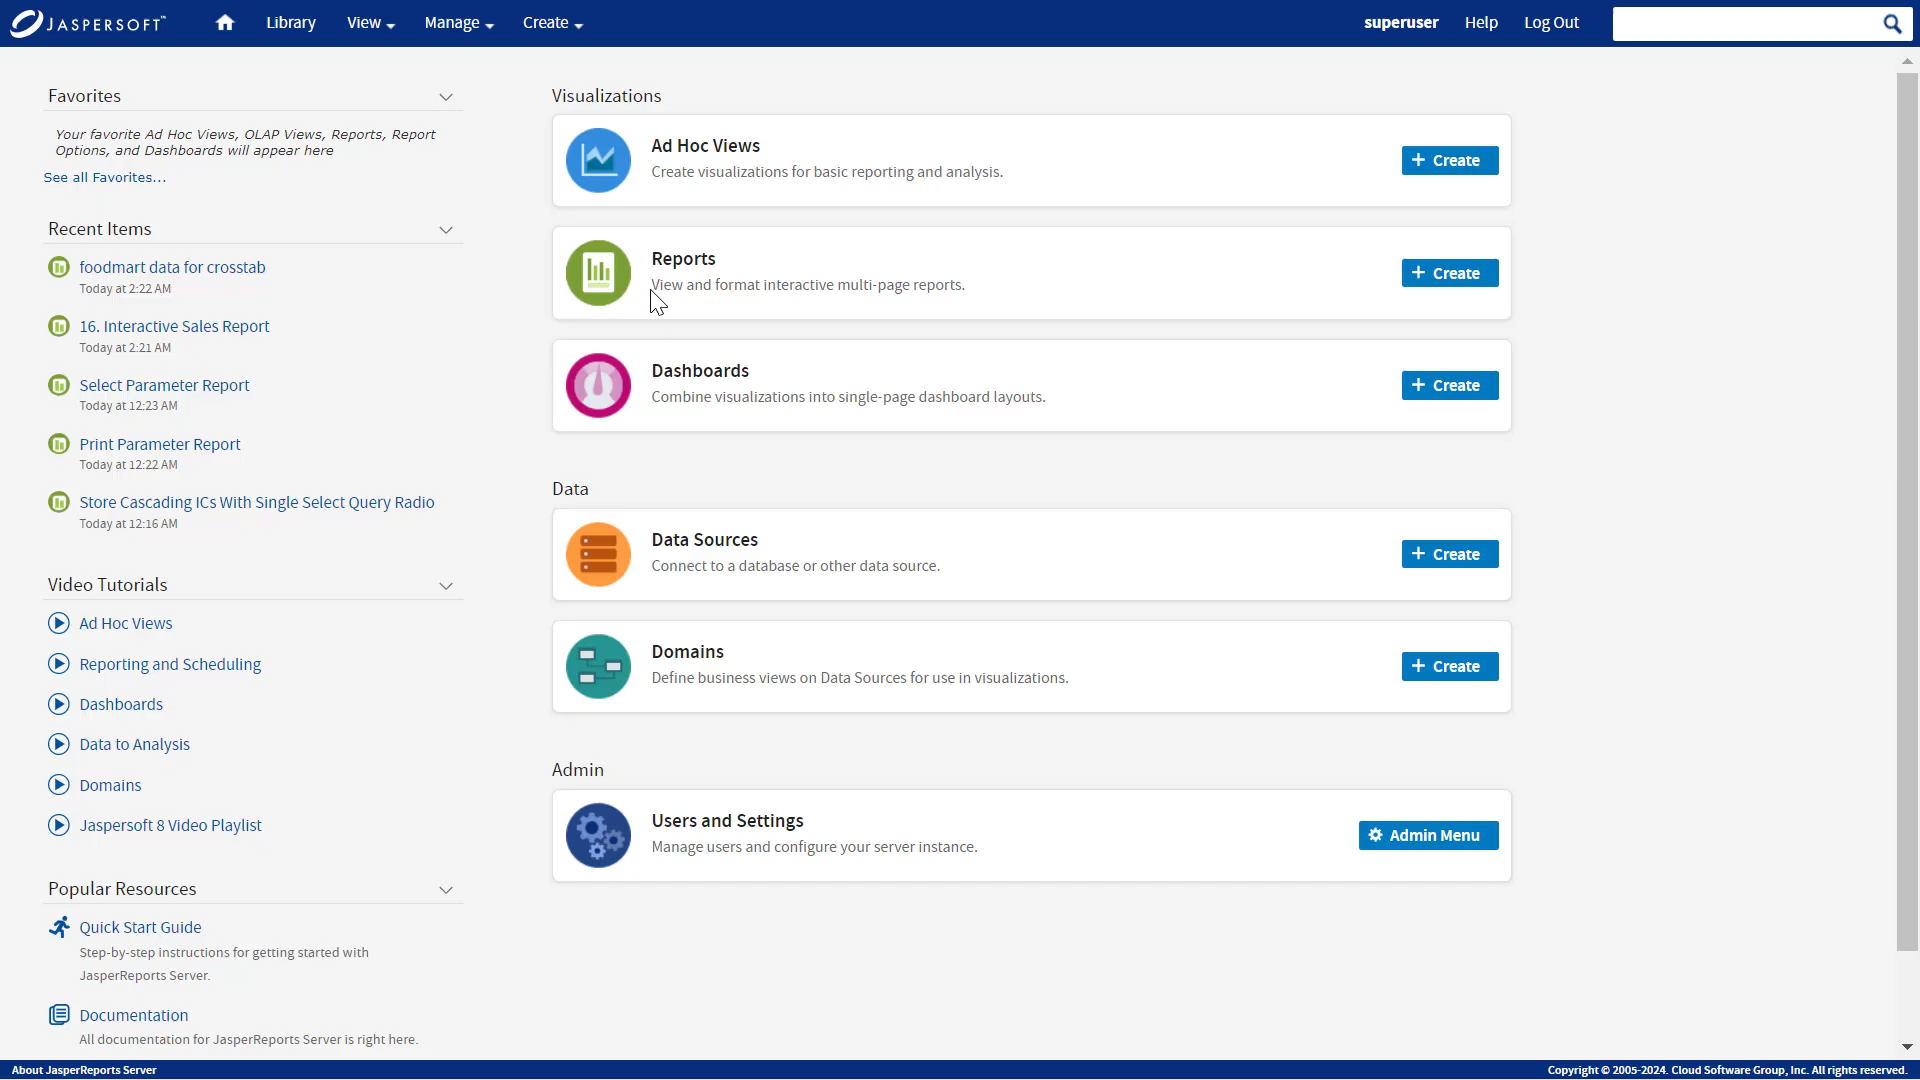 JASPERSOFT™
Library
View
Manage
Create
superuser
Help
Log Out
Favorites
Your favorite Ad Hoc Views, OLAP Views, Reports, Report
Options, and Dashboards will appear here
See all Favorites...
Recent Items
foodmart data for crosstab
Today at 2:22 AM
16. Interactive Sales Report
Today at 2:21 AM
Select Parameter Report
Today at 12:23 AM
Print Parameter Report
Today at 12:22 AM
Store Cascading ICs With Single Select Query Radio
Today at 12:16 AM
Video Tutorials
Ad Hoc Views
Reporting and Scheduling
Dashboards
Data to Analysis
Domains
Jaspersoft 8 Video Playlist
Popular Resources
Quick Start Guide
Step-by-step instructions for getting started with
JasperReports Server.
Documentation
All documentation for JasperReports Server is right here.
Visualizations
Ad Hoc Views
Create visualizations for basic reporting and analysis.
+ Create
Reports
View and format interactive multi-page reports.
+ Create
Dashboards
Combine visualizations into single-page dashboard layouts.
+ Create
Data
Data Sources
Connect to a database or other data source.
+ Create
Domains
Define business views on Data Sources for use in visualizations.
+ Create
Admin
Users and Settings
Manage users and configure your server instance.
Admin Menu
About JasperReports Server
Copyright © 2005-2024. Cloud Software Group, Inc. All rights reserved.